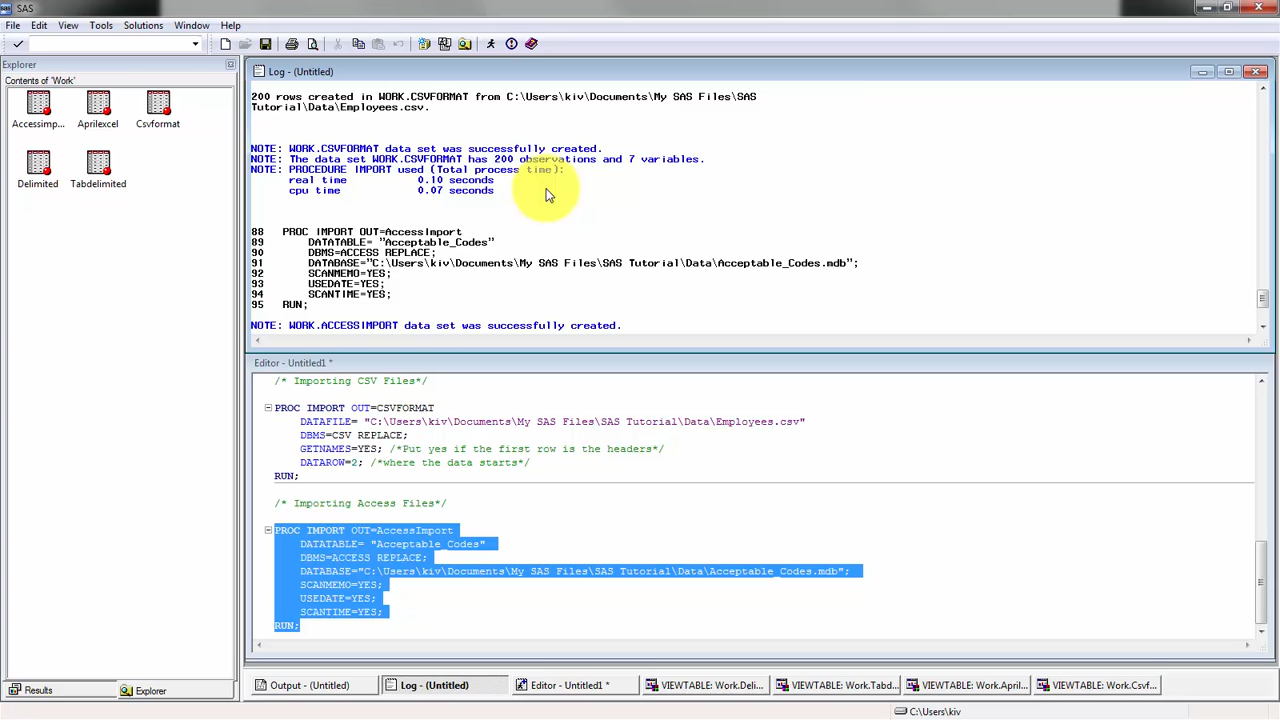 SAS
File Edit View Tools Solutions Window Help
Explorer
Contents of 'Work'
Accessimp... Aprilexcel Csvformat
Delimited Tabdelimited
Log - (Untitled)
200 rows created in WORK.CSVFORMAT from C:\Users\kiv\Documents\My SAS Files\SAS
Tutorial\Data\Employees.csv.
NOTE: WORK.CSVFORMAT data set was successfully created.
NOTE: The data set WORK.CSVFORMAT has 200 observations and 7 variables.
NOTE: PROCEDURE IMPORT used (Total process time):
real time 0.10 seconds
cpu time 0.07 seconds
88 PROC IMPORT OUT=AccessImport
89 DATATABLE= "Acceptable_Codes"
90 DBMS=ACCESS REPLACE;
91 DATABASE="C:\Users\kiv\Documents\My SAS Files\SAS Tutorial\Data\Acceptable_Codes.mdb";
92 SCANMEMO=YES;
93 USEDATE=YES;
94 SCANTIME=YES;
95 RUN;
NOTE: WORK.ACCESSIMPORT data set was successfully created.
Editor - Untitled1 *
/* Importing CSV Files*/
PROC IMPORT OUT=CSVFORMAT
DATAFILE= "C:\Users\kiv\Documents\My SAS Files\SAS Tutorial\Data\Employees.csv"
DBMS=CSV REPLACE;
GETNAMES=YES; /*Put yes if the first row is the headers*/
DATAROW=2; /*where the data starts*/
RUN;
/* Importing Access Files*/
PROC IMPORT OUT=AccessImport
DATATABLE= "Acceptable_Codes"
DBMS=ACCESS REPLACE;
DATABASE="C:\Users\kiv\Documents\My SAS Files\SAS Tutorial\Data\Acceptable_Codes.mdb";
SCANMEMO=YES;
USEDATE=YES;
SCANTIME=YES;
RUN;
Results Explorer
Output - (Untitled) Log - (Untitled) Editor - Untitled1 * VIEWTABLE: Work.Deli... VIEWTABLE: Work.Tabd... VIEWTABLE: Work.April... VIEWTABLE: Work.Csvf...
C:\Users\kiv